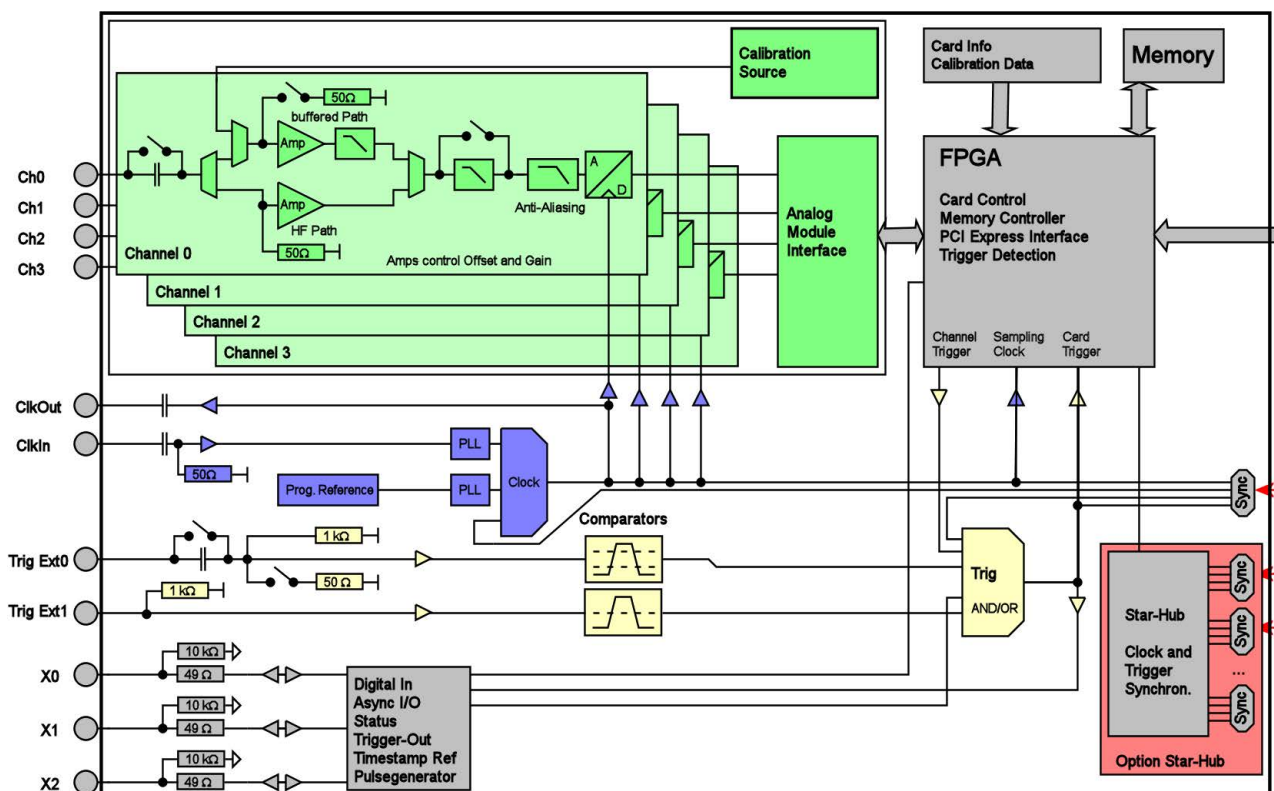 Calibration
Source
Card Info
Calibration Data
Memory
50Ω
buffered Path
Amp
Amp
HF Path
50Ω
A
D
Anti-Aliasing
Amps control Offset and Gain
Channel 0
Channel 1
Channel 2
Channel 3
Ch0
Ch1
Ch2
Ch3
Analog
Module
Interface
FPGA
Card Control
Memory Controller
PCI Express Interface
Trigger Detection
Channel
Trigger
Sampling
Clock
Card
Trigger
ClkOut
ClkIn
50Ω
PLL
Prog. Reference
PLL
Clock
Sync
Comparators
Trig Ext0
1 kΩ
50 Ω
1 kΩ
Trig Ext1
Trig
AND/OR
Star-Hub
Clock and
Trigger
Synchron.
Sync
Sync
...
Sync
Option Star-Hub
X0
10 kΩ
49 Ω
X1
10 kΩ
49 Ω
X2
10 kΩ
49 Ω
Digital In
Async I/O
Status
Trigger-Out
Timestamp Ref
Pulsegenerator